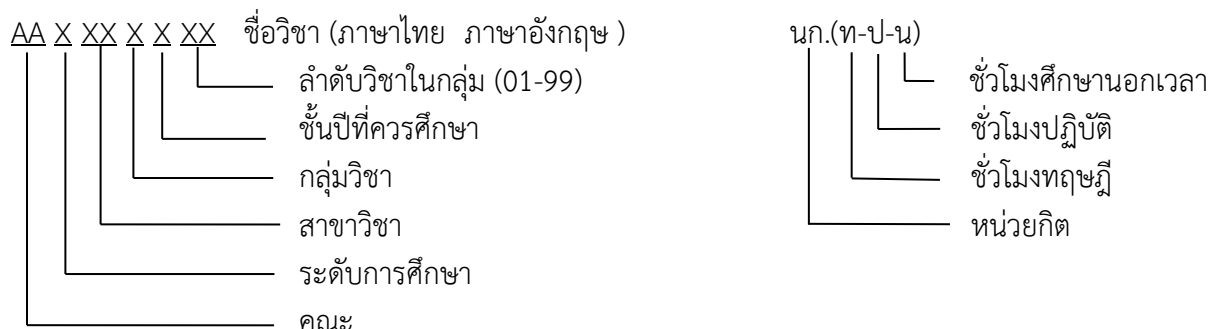 AA X XX X X XX ชื่อวิชา (ภาษาไทย ภาษาอังกฤษ ) นก.(ท-ป-น)
ลำดับวิชาในกลุ่ม (01-99) ชั่วโมงศึกษานอกเวลา
ชั้นปีที่ควรศึกษา ชั่วโมงปฏิบัติ
กลุ่มวิชา ชั่วโมงทฤษฎี
สาขาวิชา หน่วยกิต
ระดับการศึกษา
คณะ